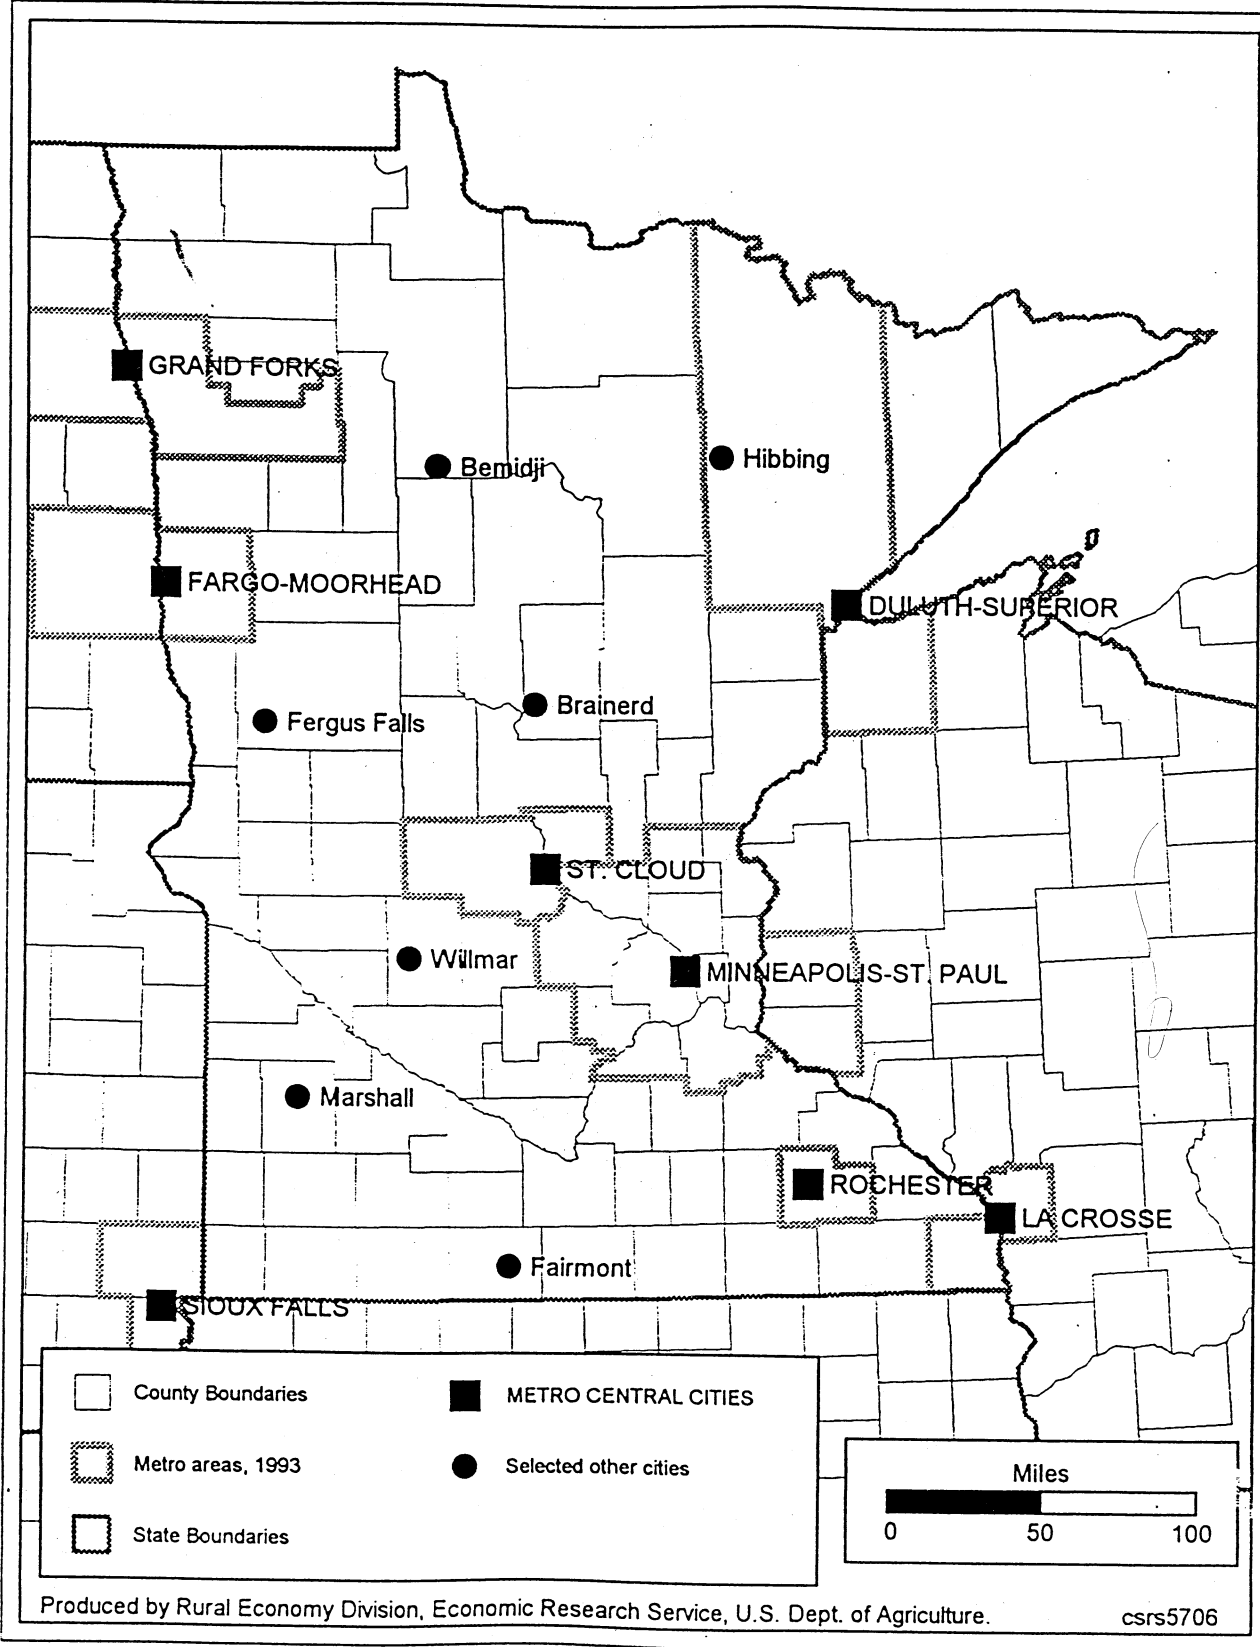 GRAND FORKS
Bemidji
Hibbing
FARGO-MOORHEAD
DULUTH-SUPERIOR
Brainerd
Fergus Falls
ST. CLOUD
Willmar
MINNEAPOLIS-ST. PAUL
Marshall
ROCHESTER
LA CROSSE
Fairmont
SIOUX FALLS
County Boundaries
METRO CENTRAL CITIES
Metro areas, 1993
Selected other cities
State Boundaries
Miles
0 50 100
Produced by Rural Economy Division, Economic Research Service, U.S. Dept. of Agriculture.
csrs5706